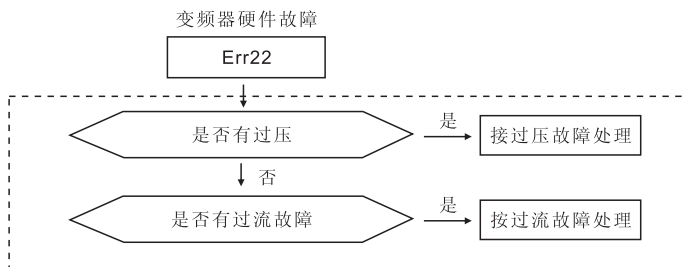 变频器硬件故障
Err22
是否有过压
是
接过压故障处理
否
是否有过流故障
是
按过流故障处理